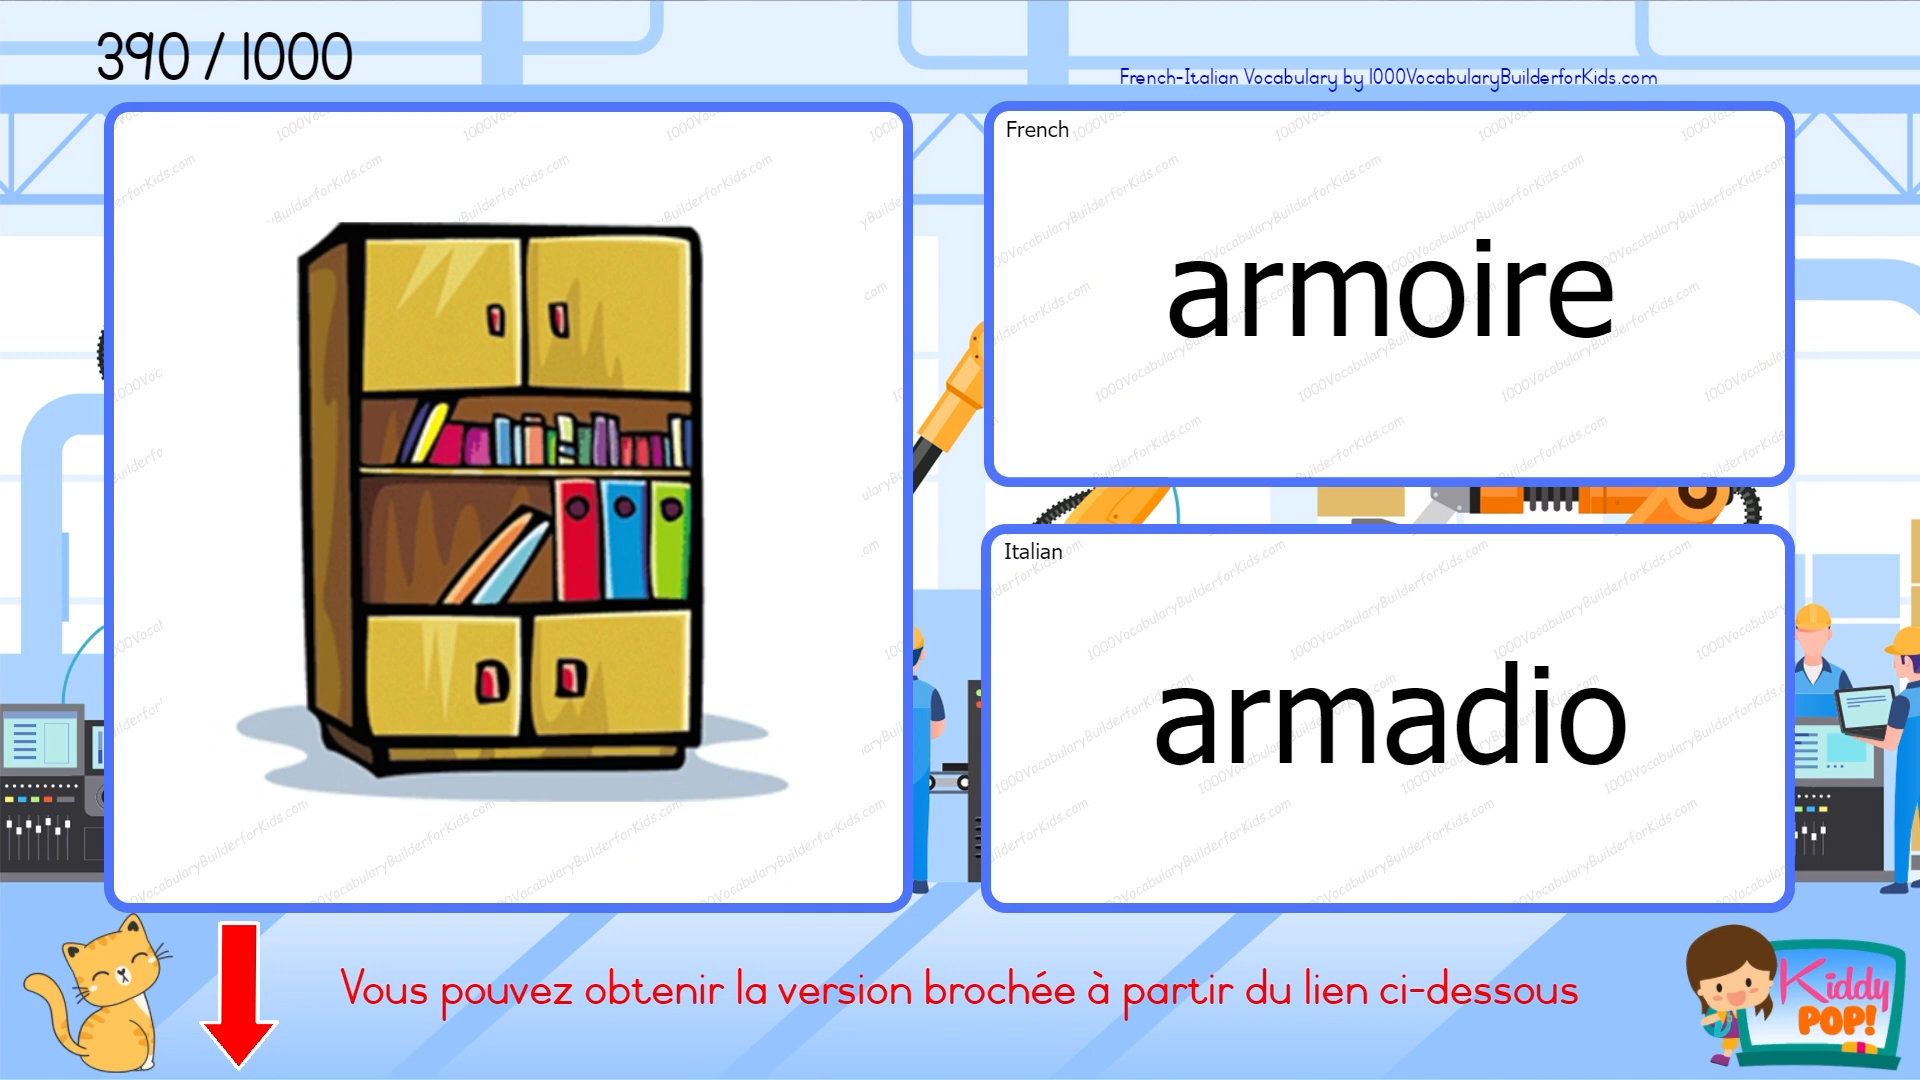 390 / 1000
French-Italian Vocabulary by 1000VocabularyBuilderforKids.com
French
armoire
Italian
armadio
Vous pouvez obtenir la version brochée à partir du lien ci-dessous
Kiddy
POP!